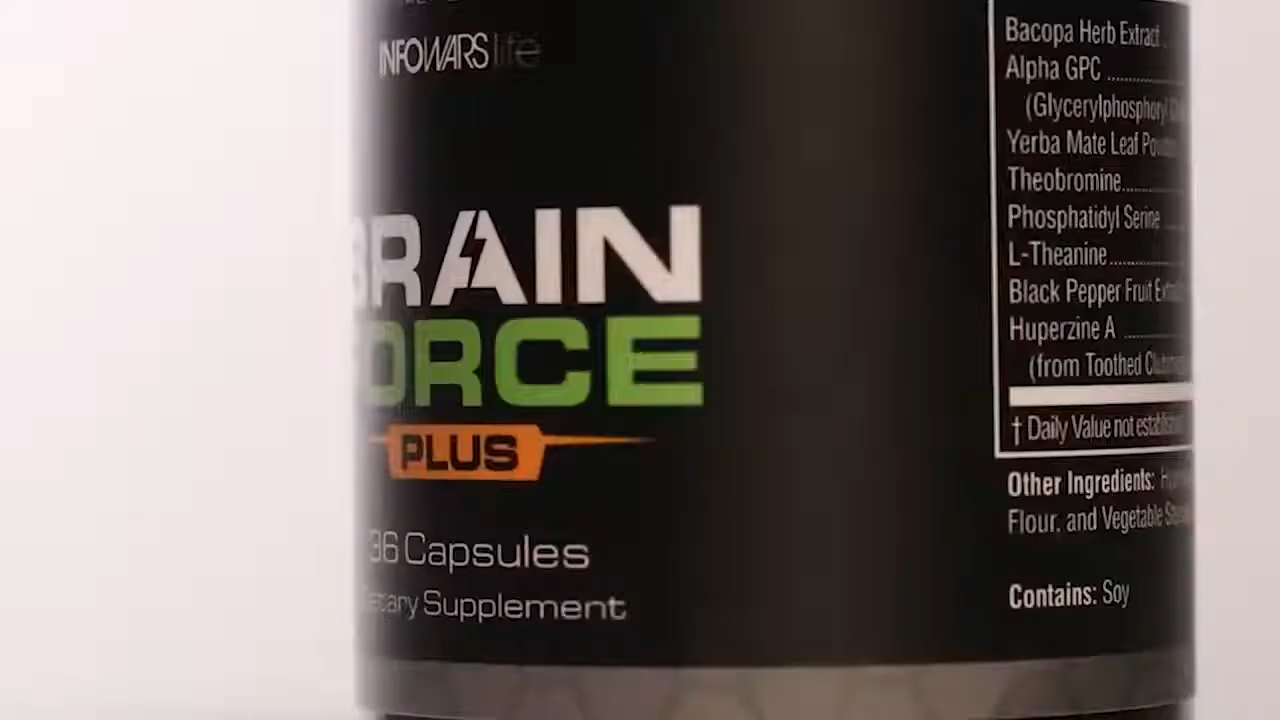 INFOWARS life
BRAIN
FORCE
PLUS
36 Capsules
Dietary Supplement
Bacopa Herb Extract
Alpha GPC
(Glycerylphosphoryl
Yerba Mate Leaf
Theobromine
Phosphatidyl Serine
L-Theanine
Black Pepper Fruit
Huperzine A
(from Toothed
† Daily Value not established
Other Ingredients:
Flour, and Vegetable
Contains: Soy